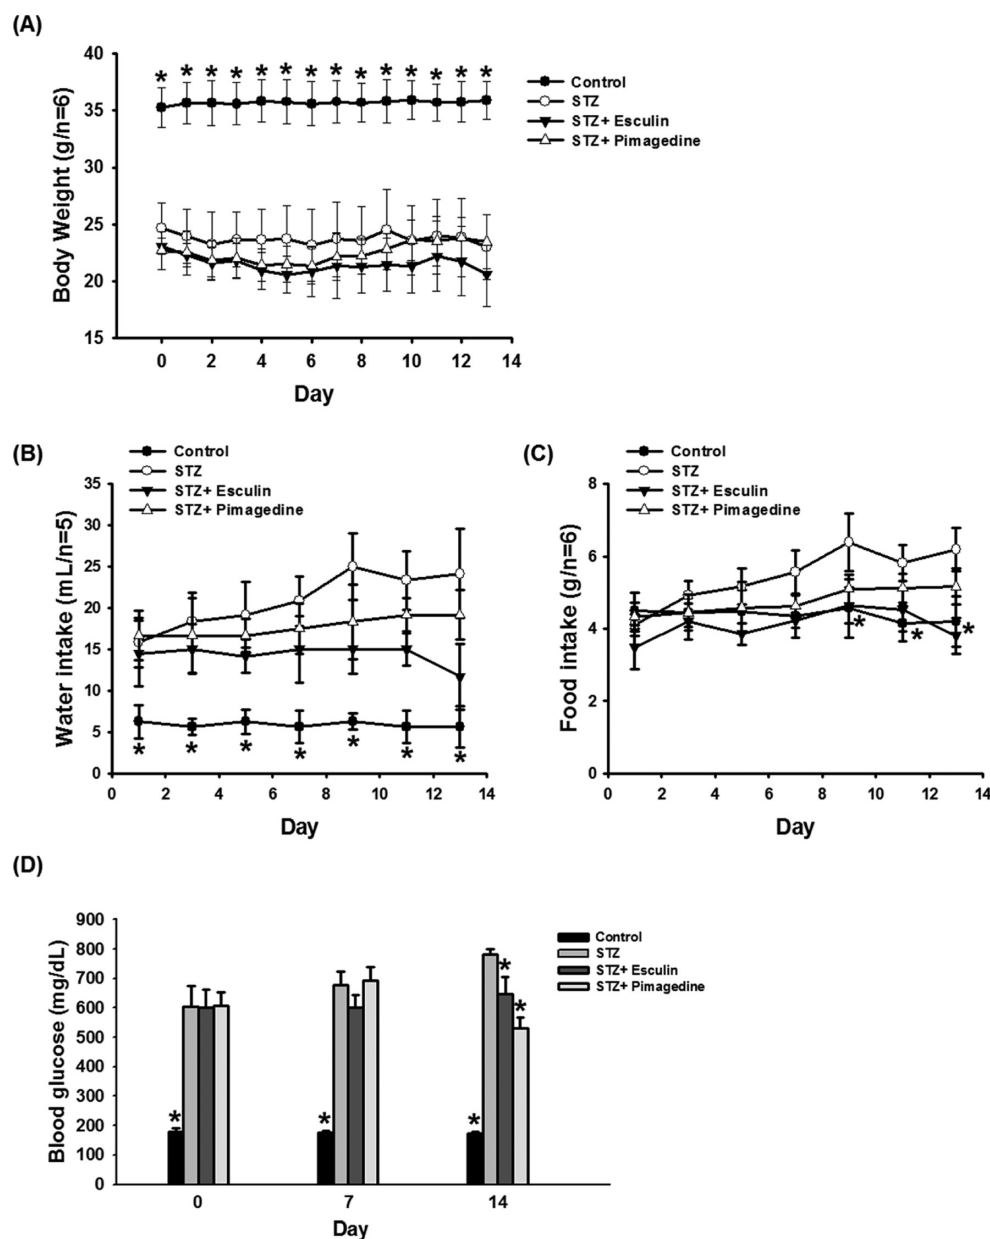 (A)
* * * * * * * * * * * * * *
40
35
30
25
20
15
Body Weight (g/n=6)
0 2 4 6 8 10 12 14
Day
Control
STZ
STZ+ Esculin
STZ+ Pimagedine
(B)
Control
STZ
STZ+ Esculin
STZ+ Pimagedine
35
30
25
20
15
10
5
0
Water intake (mL/n=5)
* * * * * * *
0 2 4 6 8 10 12 14
Day
(C)
Control
STZ
STZ+ Esculin
STZ+ Pimagedine
8
6
4
2
0
Food intake (g/n=6)
* * *
0 2 4 6 8 10 12 14
Day
(D)
900
800
700
600
500
400
300
200
100
0
Blood glucose (mg/dL)
* * * * *
0 7 14
Day
Control
STZ
STZ+ Esculin
STZ+ Pimagedine